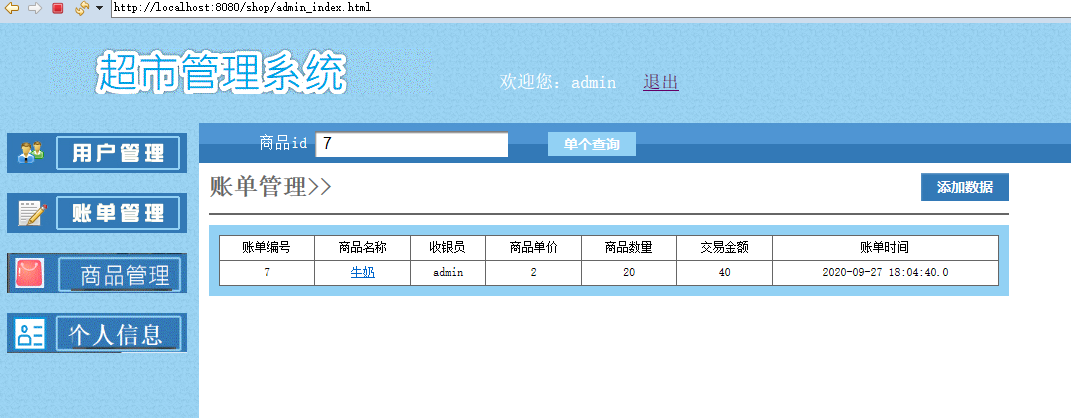 http://localhost:8080/shop/admin_index.html
超市管理系统
欢迎您：admin 退出
商品id 7 单个查询
用户管理
账单管理
商品管理
个人信息
账单管理>>
添加数据
账单编号 商品名称 收银员 商品单价 商品数量 交易金额 账单时间
7 牛奶 admin 2 20 40 2020-09-27 18:04:40.0